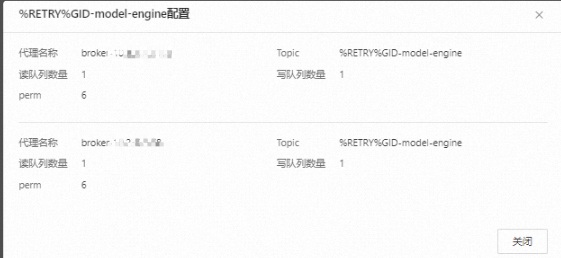 %RETRY%GID-model-engine配置
代理名称 broker Topic %RETRY%GID-model-engine
读队列数量 1 写队列数量 1
perm 6
代理名称 broker Topic %RETRY%GID-model-engine
读队列数量 1 写队列数量 1
perm 6
关闭